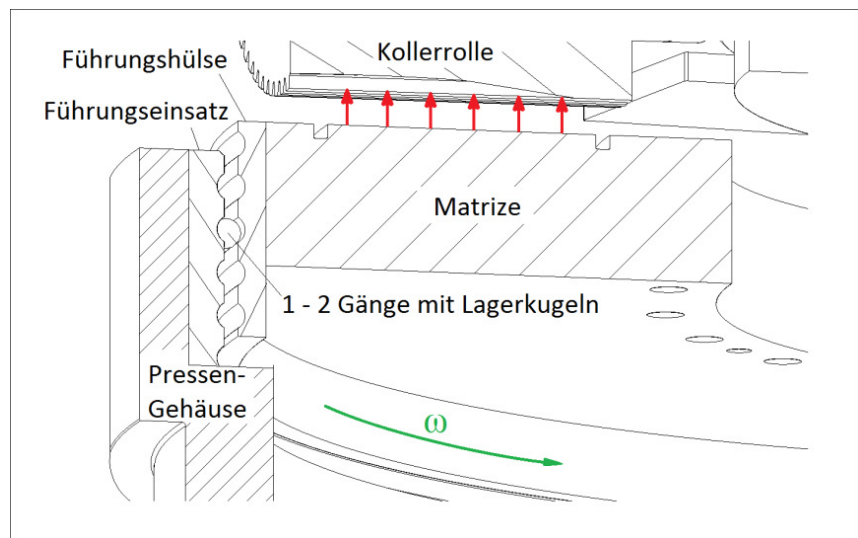 Kollerrolle
Führungshülse
Führungseinsatz
Matrize
1 - 2 Gänge mit Lagerkugeln
Pressen-
Gehäuse
ω